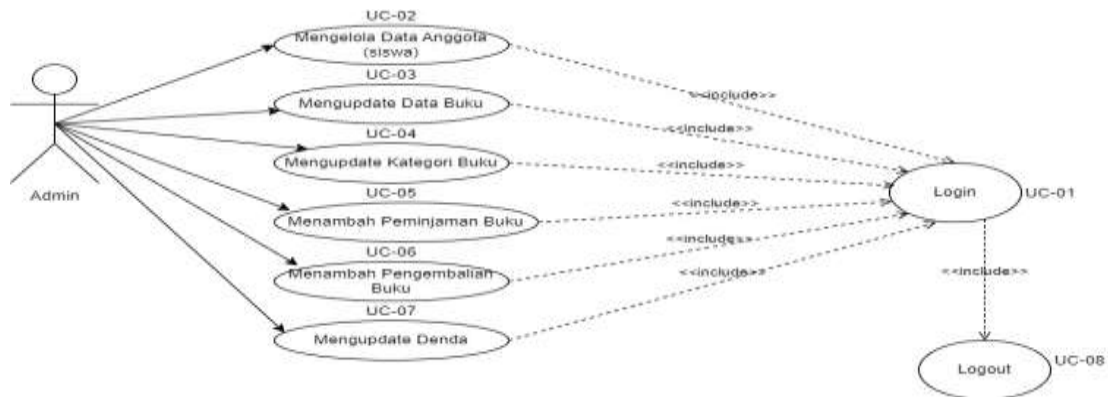 UC-02
Mengelola Data Anggota
(siswa)
UC-03
<<include>>
Mengupdate Data Buku
<<include>>
UC-04
Mengupdate Kategori Buku
<<include>>
Login
UC-01
Admin
UC-05
<<include>>
Menambah Peminjaman Buku
<<include>>
UC-06
Menambah Pengembalian
Buku
<<include>>
<<include>>
UC-07
Mengupdate Denda
Logout
UC-08